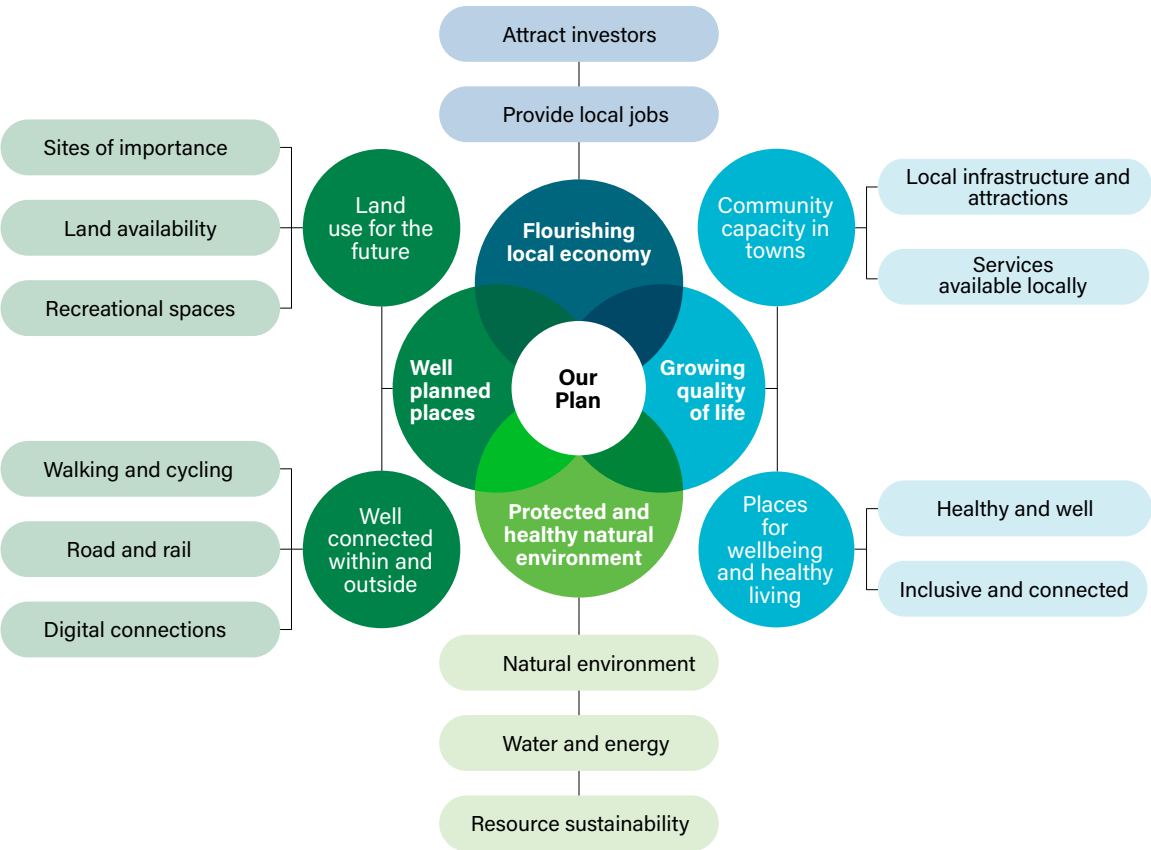 Attract investors
Provide local jobs
Sites of importance
Land availability
Recreational spaces
Land
use for the
future
Flourishing
local economy
Community
capacity in
towns
Local infrastructure and
attractions
Services
available locally
Well
planned
places
Our
Plan
Growing
quality
of life
Walking and cycling
Road and rail
Digital connections
Well
connected
within and
outside
Protected and
healthy natural
environment
Places
for
wellbeing
and healthy
living
Healthy and well
Inclusive and connected
Natural environment
Water and energy
Resource sustainability